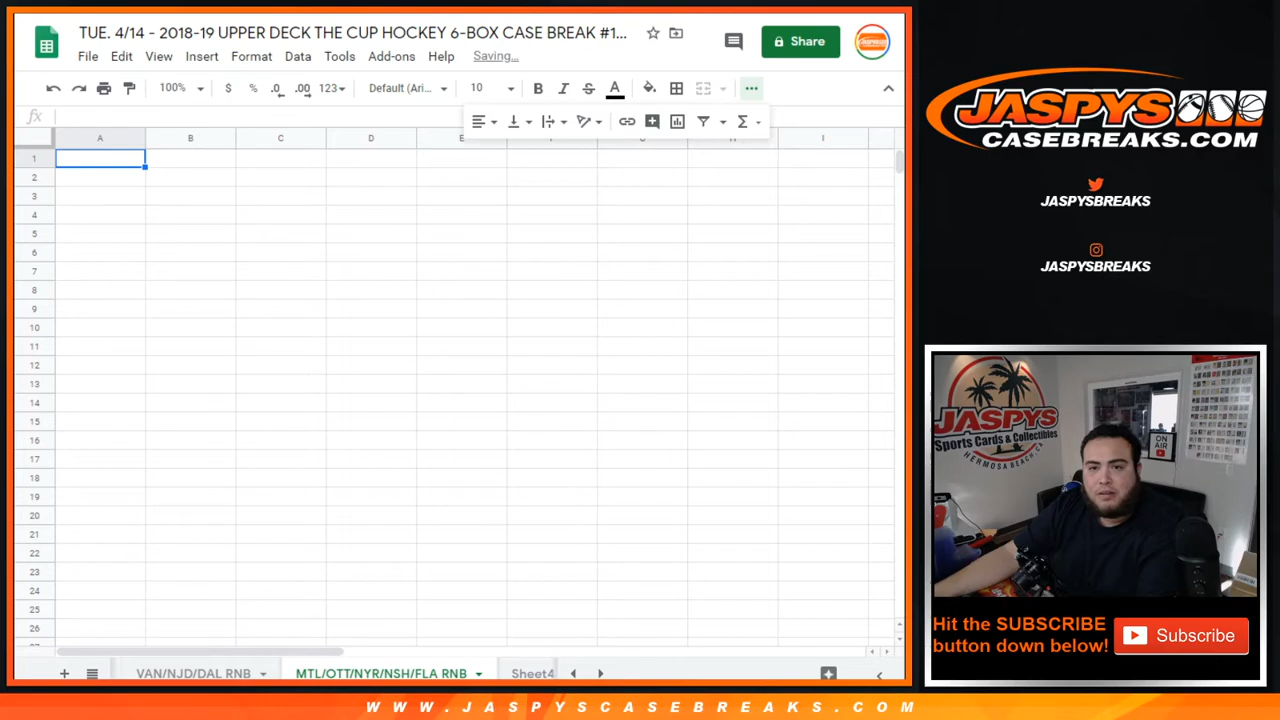 TUE. 4/14 - 2018-19 UPPER DECK THE CUP HOCKEY 6-BOX CASE BREAK #1...
Share
File Edit View Insert Format Data Tools Add-ons Help Saving...
100% $ % .0 .00 123 Default (Ari... 10 B I S A
fx
A B C D E I
1
2
3
4
5
6
7
8
9
10
11
12
13
14
15
16
17
18
19
20
21
22
23
24
25
26
VAN/NJD/DAL RNB MTL/OTT/NYR/NSH/FLA RNB Sheet4
JASPYS
CASEBREAKS.COM
JASPYSBREAKS
JASPYSBREAKS
JASPYS
Sports Cards & Collectibles
HERMOSA BEACH, CA
ON
AIR
Hit the SUBSCRIBE
button down below!
Subscribe
WWW.JASPYSCASEBREAKS.COM